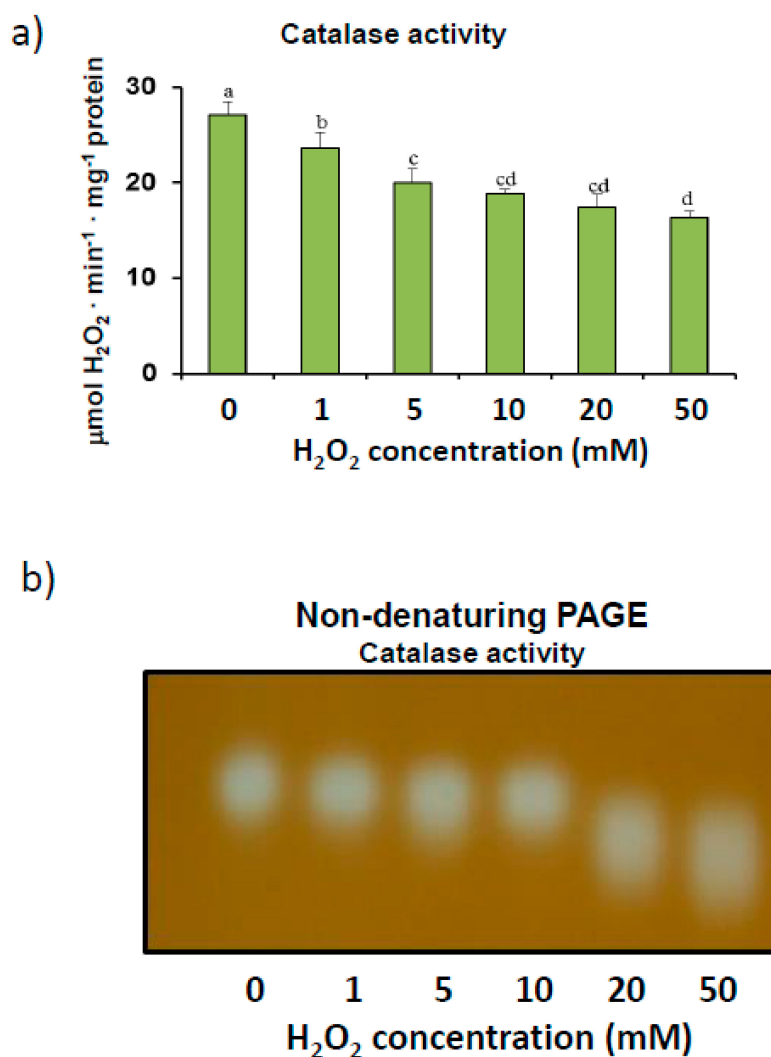 a)
Catalase activity
µmol H₂O₂ · min⁻¹ · mg⁻¹ protein
30
20
10
0
a
b
c
cd
cd
d
0 1 5 10 20 50
H₂O₂ concentration (mM)
b)
Non-denaturing PAGE
Catalase activity
0 1 5 10 20 50
H₂O₂ concentration (mM)